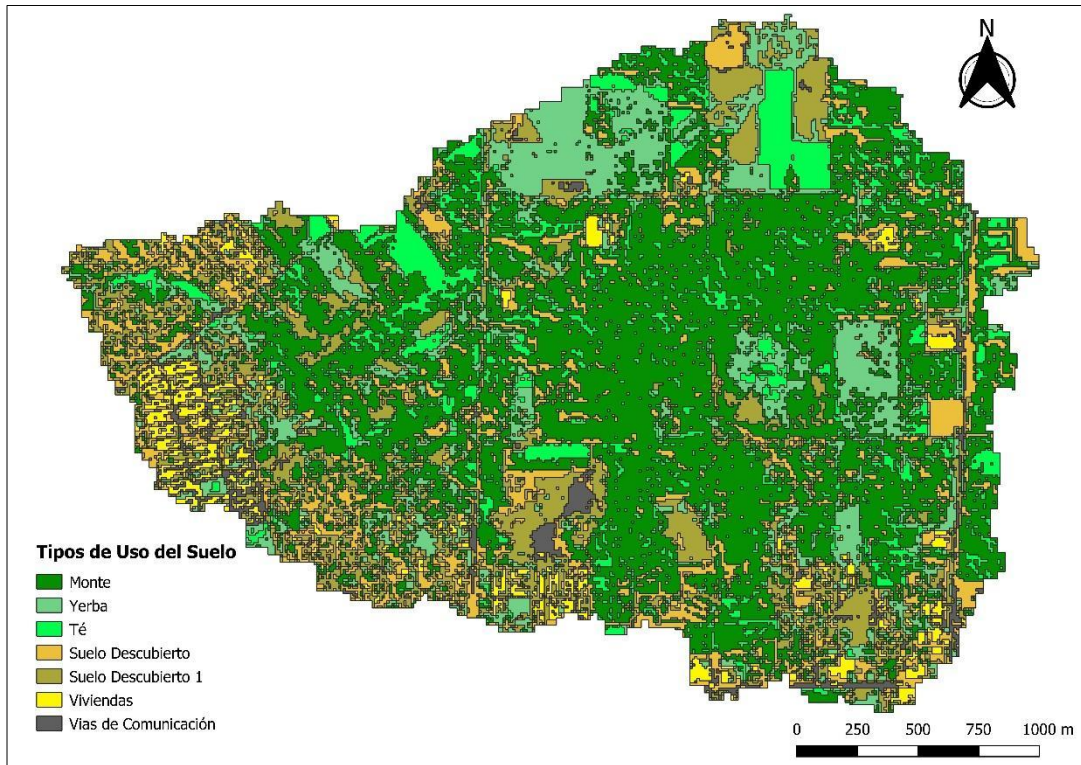 N
Tipos de Uso del Suelo
Monte
Yerba
Té
Suelo Descubierto
Suelo Descubierto 1
Viviendas
Vias de Comunicación
0 250 500 750 1000 m